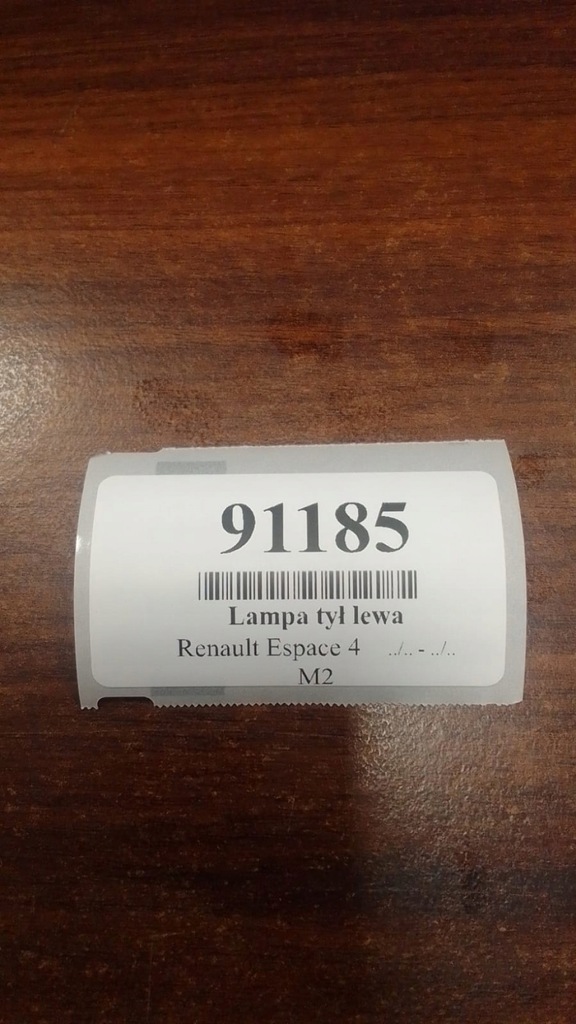 91185
Lampa tył lewa
Renault Espace 4 ../.. - ../..
M2